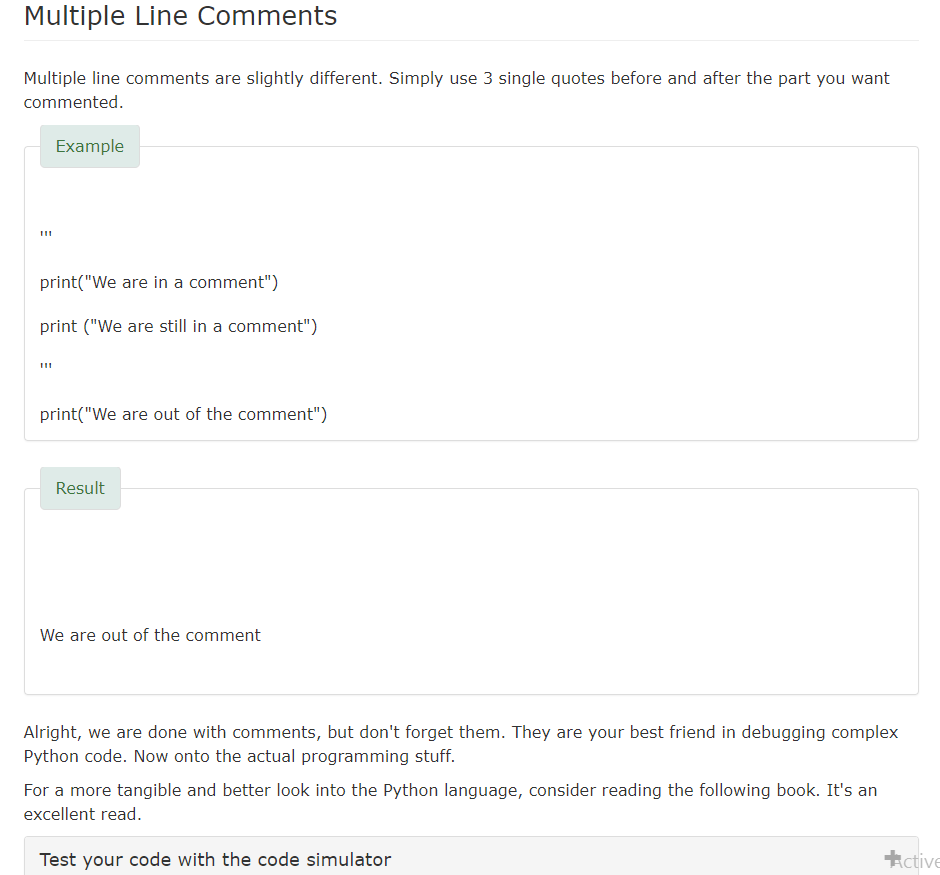 Multiple Line Comments
Multiple line comments are slightly different. Simply use 3 single quotes before and after the part you want
commented.
Example
'''
print("We are in a comment")
print ("We are still in a comment")
'''
print("We are out of the comment")
Result
We are out of the comment
Alright, we are done with comments, but don't forget them. They are your best friend in debugging complex
Python code. Now onto the actual programming stuff.
For a more tangible and better look into the Python language, consider reading the following book. It's an
excellent read.
Test your code with the code simulator
Active